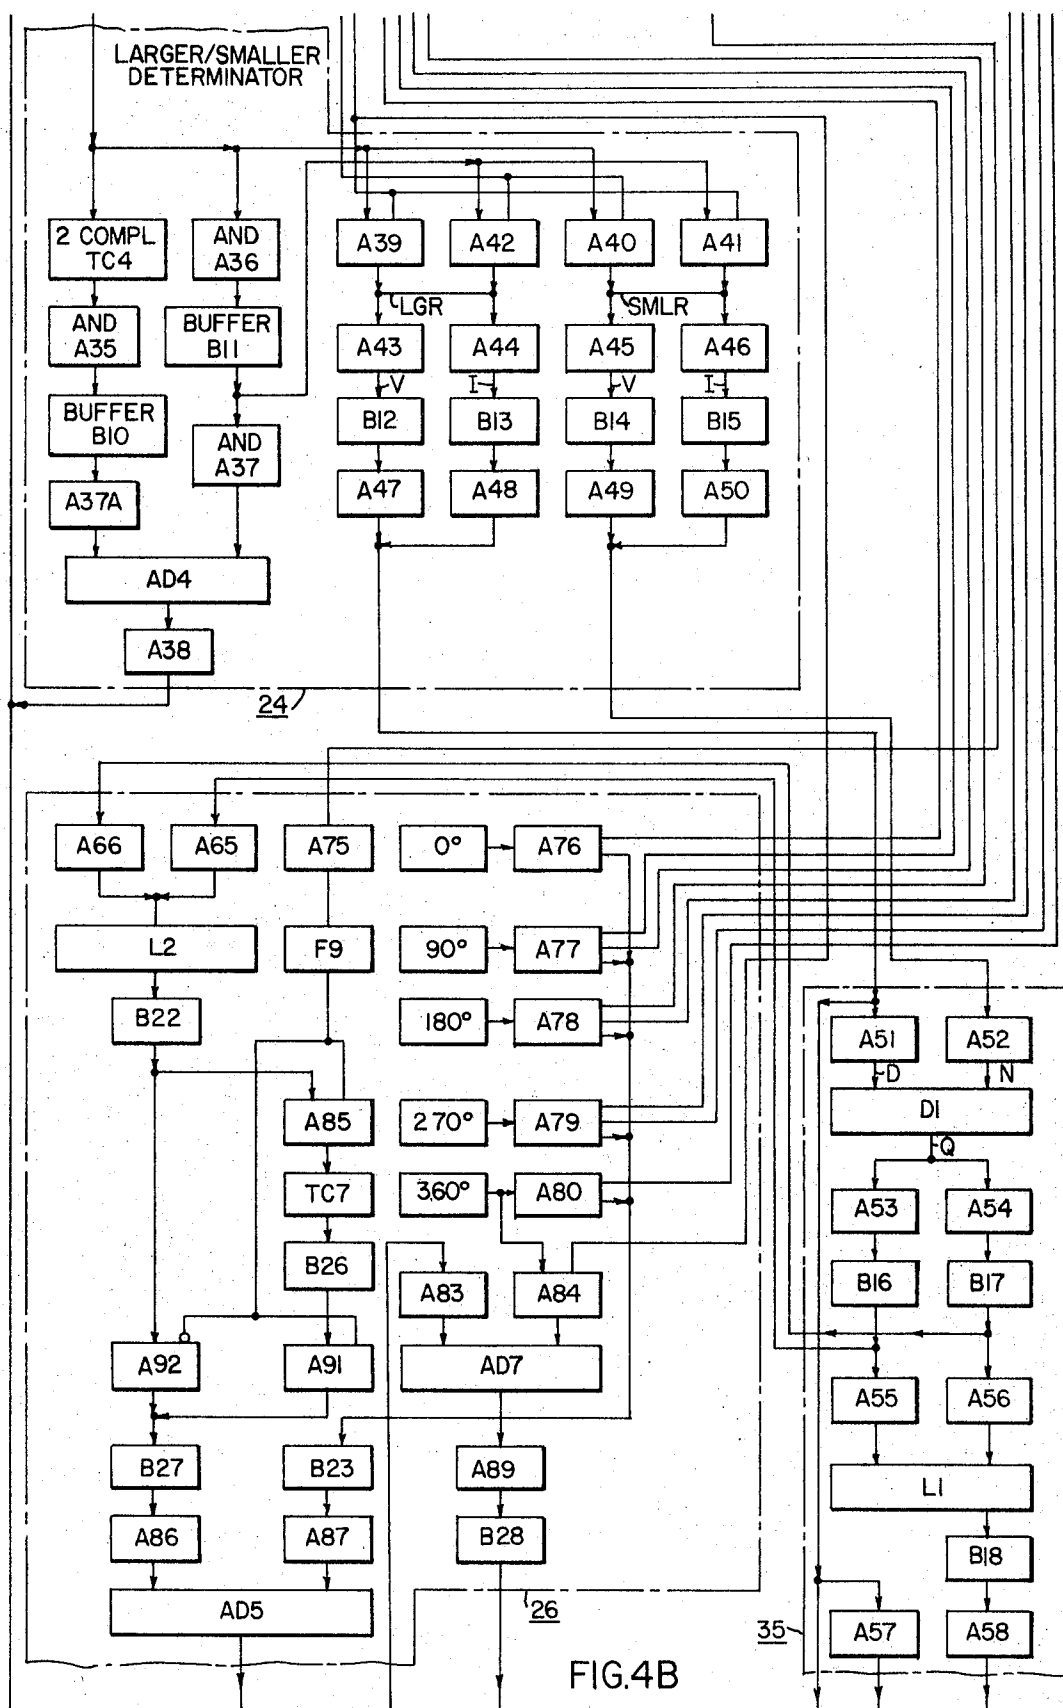 LARGER/SMALLER
DETERMINATOR
2 COMPL
TC4
AND
A36
A39
A42
A40
A41
LGR
SMLR
AND
A35
BUFFER
B11
A43
A44
A45
A46
V
I
V
I
BUFFER
B10
AND
A37
B12
B13
B14
B15
A37A
A47
A48
A49
A50
AD4
A38
24
A66
A65
A75
0°
A76
L2
F9
90°
A77
B22
180°
A78
A51
A52
D
N
A85
270°
A79
D1
Q
TC7
360°
A80
A53
A54
B26
A83
A84
B16
B17
A92
A91
AD7
A55
A56
B27
B23
A89
L1
A86
A87
B28
B18
AD5
26
35
A57
A58
FIG.4B